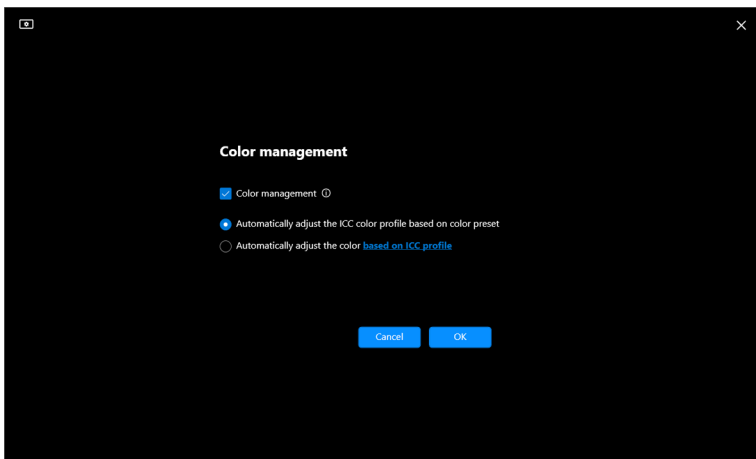 Color management
Color management
Automatically adjust the ICC color profile based on color preset
Automatically adjust the color based on ICC profile
Cancel OK